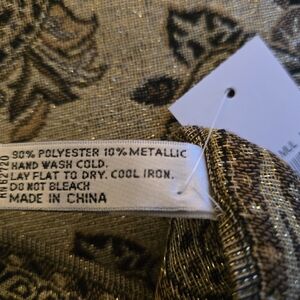 90% POLYESTER 10% METALLIC
HAND WASH COLD.
LAY FLAT TO DRY. COOL IRON.
DO NOT BLEACH
MADE IN CHINA